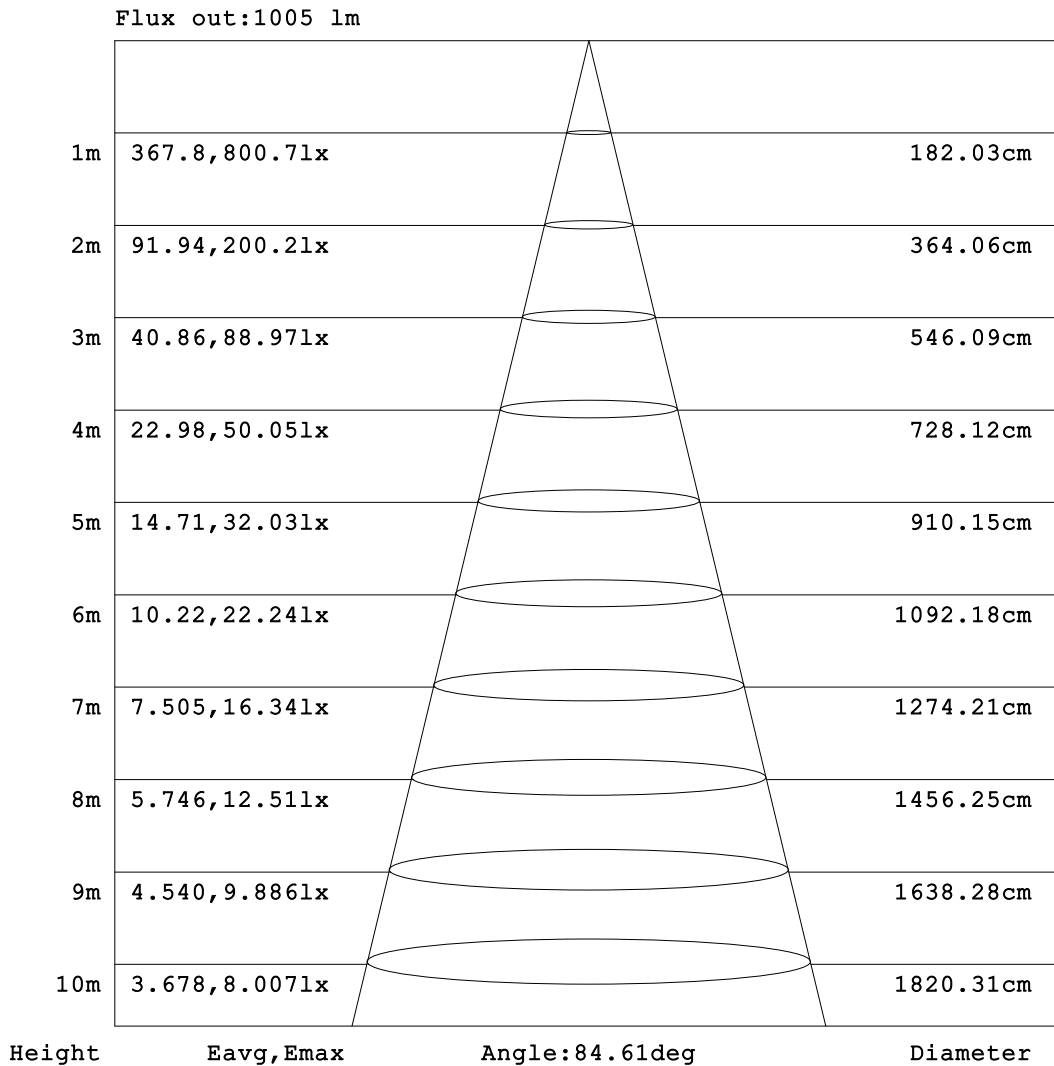 Flux out:1005 lm
1m 367.8,800.7lx 182.03cm
2m 91.94,200.2lx 364.06cm
3m 40.86,88.97lx 546.09cm
4m 22.98,50.05lx 728.12cm
5m 14.71,32.03lx 910.15cm
6m 10.22,22.24lx 1092.18cm
7m 7.505,16.34lx 1274.21cm
8m 5.746,12.51lx 1456.25cm
9m 4.540,9.886lx 1638.28cm
10m 3.678,8.007lx 1820.31cm
Height Eavg,Emax Angle:84.61deg Diameter